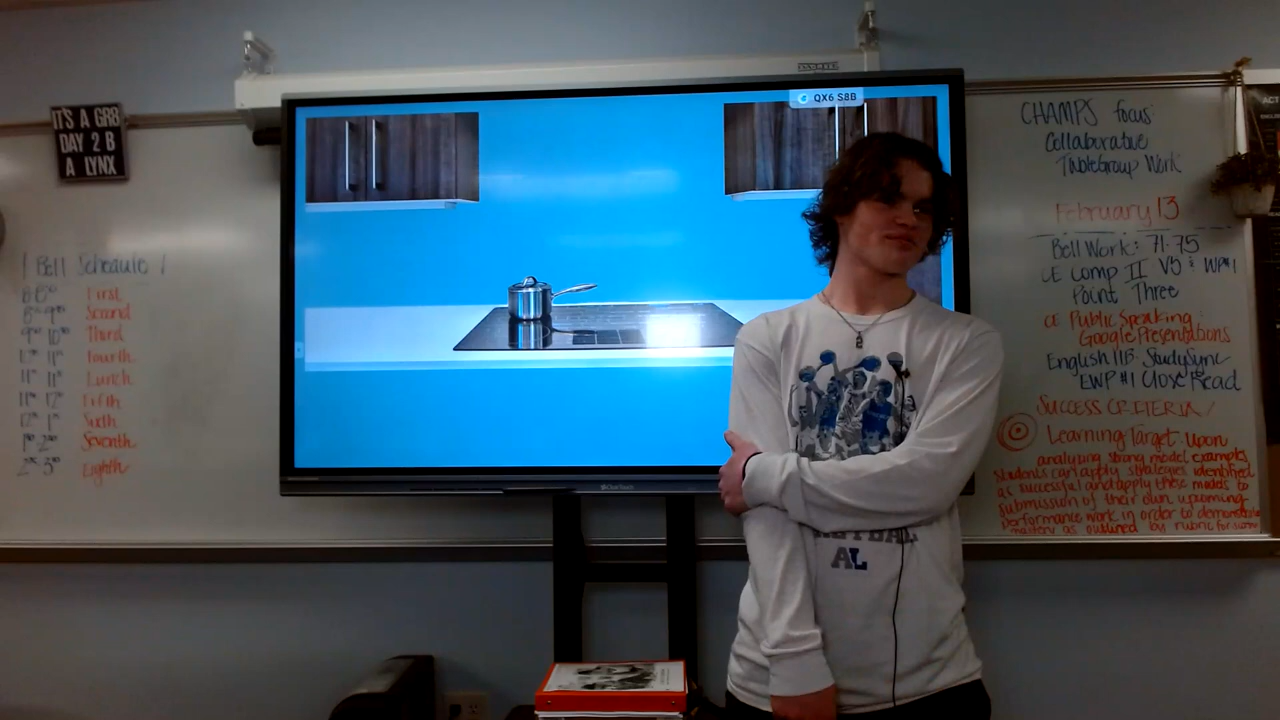 IT'S A GR8
DAY 2 B
A LYNX
Bell Schedule
First
Second
Third
Fourth
Lunch
Fifth
Sixth
Seventh
Eighth
QX6 S8B
AL
CHAMPS focus:
Collaborative
TableGroup Work
February 13
Bell Work: 71-75
CE Comp II V5: WP#1
Point Three
CE Public Speaking:
Google Presentations
English 11B: StudySync
EWP #1 Close Read
SUCCESS CRITERIA!
Learning Target: Upon
analyzing strong model examples,
Students can apply strategies identified
as successful and apply these models to
submission of their own upcoming
performance work in order to demonstrate
mastery as outlined by rubric for